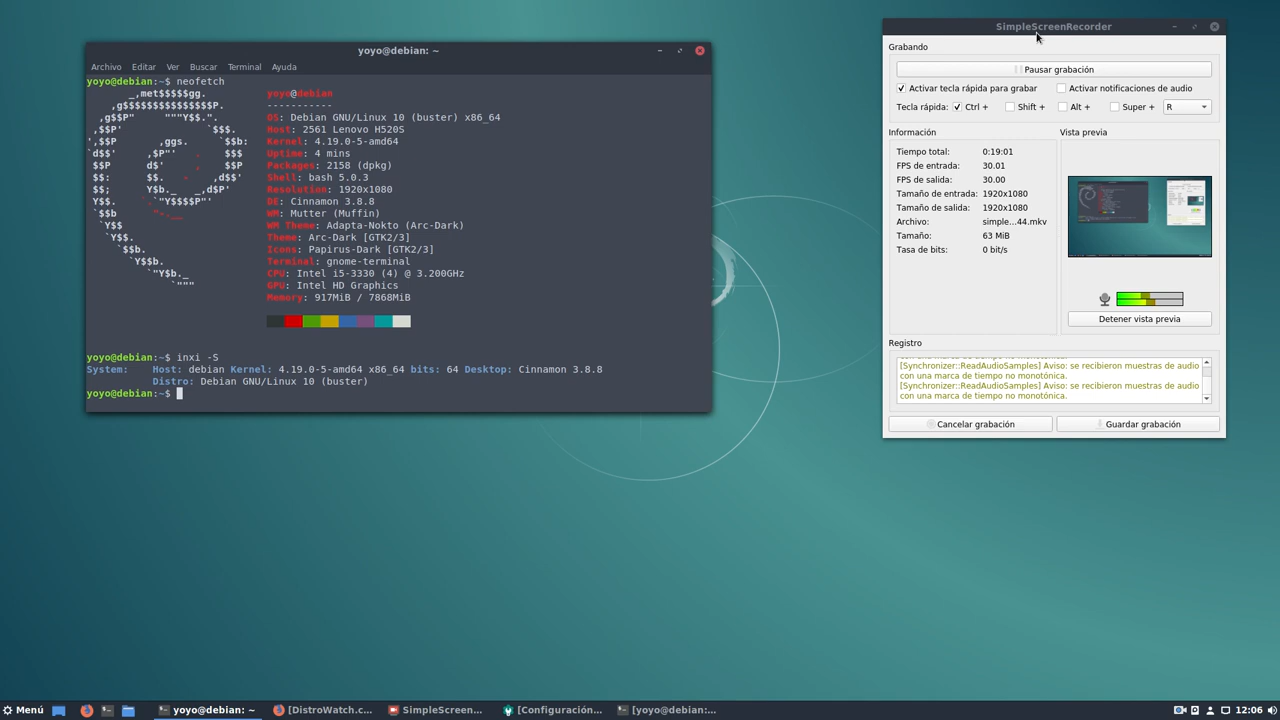 yoyo@debian: ~
Archivo Editar Ver Buscar Terminal Ayuda
yoyo@debian:~$ neofetch
_,met$$$$$gg. yoyo@debian
,g$$$$$$$$$$$$$$$P. -----------
,g$$P" """Y$$.". OS: Debian GNU/Linux 10 (buster) x86_64
,$$P' `$$$. Host: 2561 Lenovo H520S
',$$P ,ggs. `$$b: Kernel: 4.19.0-5-amd64
`d$$' ,$P"' . $$$ Uptime: 4 mins
$$P d$' , $$P Packages: 2158 (dpkg)
$$: $$. - ,d$$' Shell: bash 5.0.3
$$; Y$b._ _,d$P' Resolution: 1920x1080
Y$$. `.`"Y$$$$P"' DE: Cinnamon 3.8.8
`$$b "-.__ WM: Mutter (Muffin)
`Y$$ WM Theme: Adapta-Nokto (Arc-Dark)
`Y$$. Theme: Arc-Dark [GTK2/3]
`$$b. Icons: Papirus-Dark [GTK2/3]
`Y$$b. Terminal: gnome-terminal
`"Y$b._ CPU: Intel i5-3330 (4) @ 3.200GHz
`""" GPU: Intel HD Graphics
Memory: 917MiB / 7868MiB
yoyo@debian:~$ inxi -S
System: Host: debian Kernel: 4.19.0-5-amd64 x86_64 bits: 64 Desktop: Cinnamon 3.8.8
Distro: Debian GNU/Linux 10 (buster)
yoyo@debian:~$
SimpleScreenRecorder
Grabando
Pausar grabación
Activar tecla rápida para grabar Activar notificaciones de audio
Tecla rápida: Ctrl + Shift + Alt + Super + R
Información
Tiempo total: 0:19:01
FPS de entrada: 30.01
FPS de salida: 30.00
Tamaño de entrada: 1920x1080
Tamaño de salida: 1920x1080
Archivo: simple...44.mkv
Tamaño: 63 MiB
Tasa de bits: 0 bit/s
Vista previa
Detener vista previa
Registro
con una marca de tiempo no monotónica.
[Synchronizer::ReadAudioSamples] Aviso: se recibieron muestras de audio
con una marca de tiempo no monotónica.
[Synchronizer::ReadAudioSamples] Aviso: se recibieron muestras de audio
con una marca de tiempo no monotónica.
Cancelar grabación Guardar grabación
Menú yoyo@debian: ~ [DistroWatch.c... SimpleScreen... [Configuración... [yoyo@debian:... 12:06